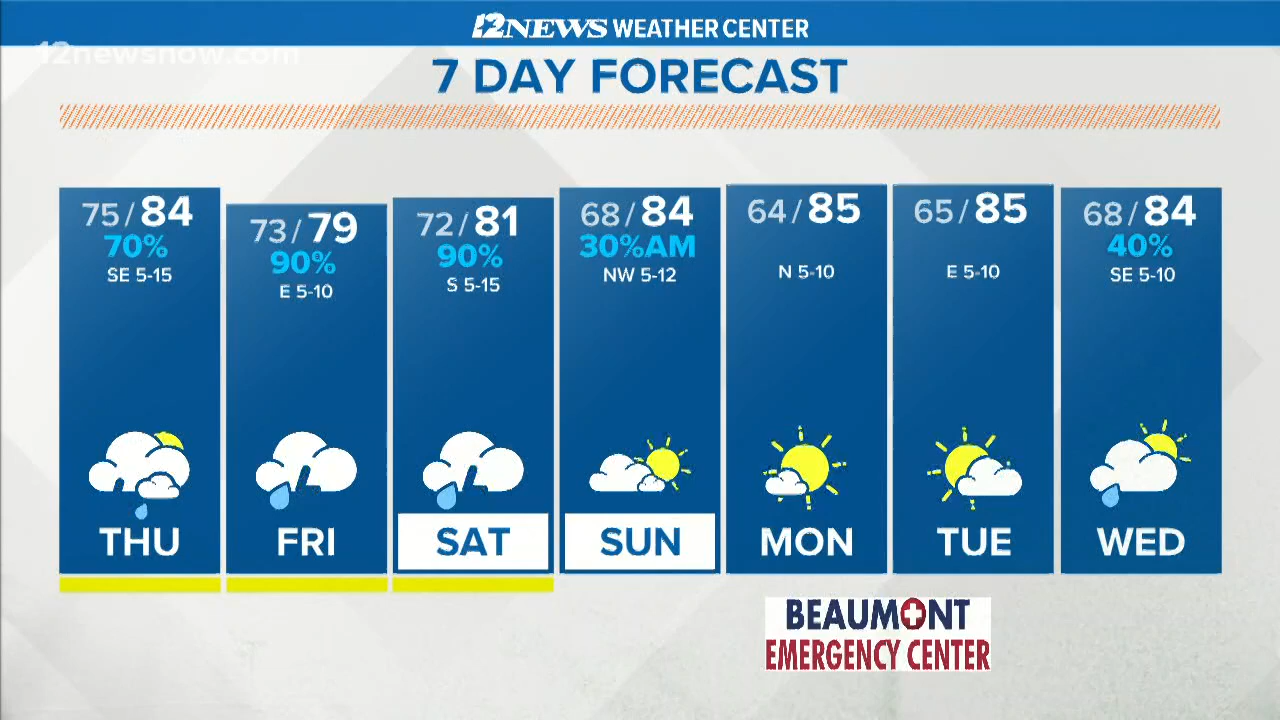 12NEWS WEATHER CENTER
12newsnow.com
7 DAY FORECAST
75/84
70%
SE 5-15
THU
73/79
90%
E 5-10
FRI
72/81
90%
S 5-15
SAT
68/84
30%AM
NW 5-12
SUN
64/85
N 5-10
MON
65/85
E 5-10
TUE
68/84
40%
SE 5-10
WED
BEAUMONT
EMERGENCY CENTER